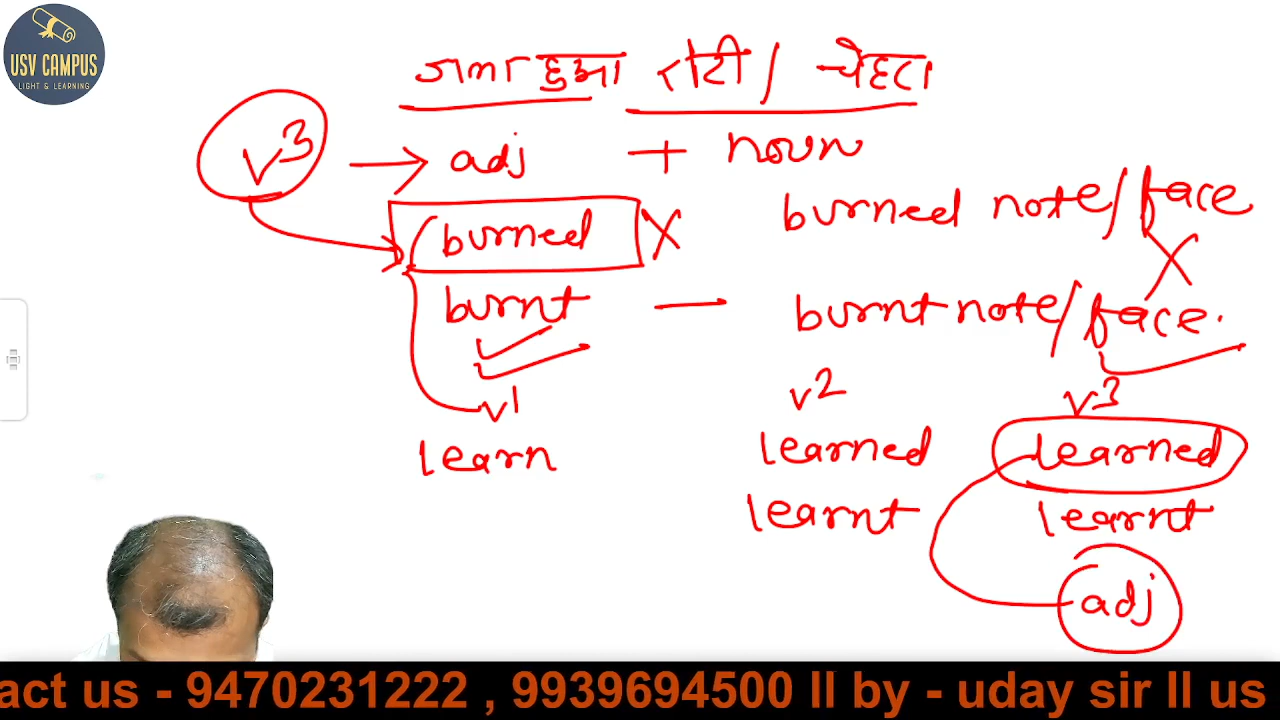 USV CAMPUS
LIGHT & LEARNING
जला हुआ रोटी / चेहरा
v3 → adj + noun
burned X burned note/face X
burnt — burnt note/face.
v1 v2 v3
learn learned learned
learnt learnt
adj
act us - 9470231222 , 9939694500 ll by - uday sir ll us